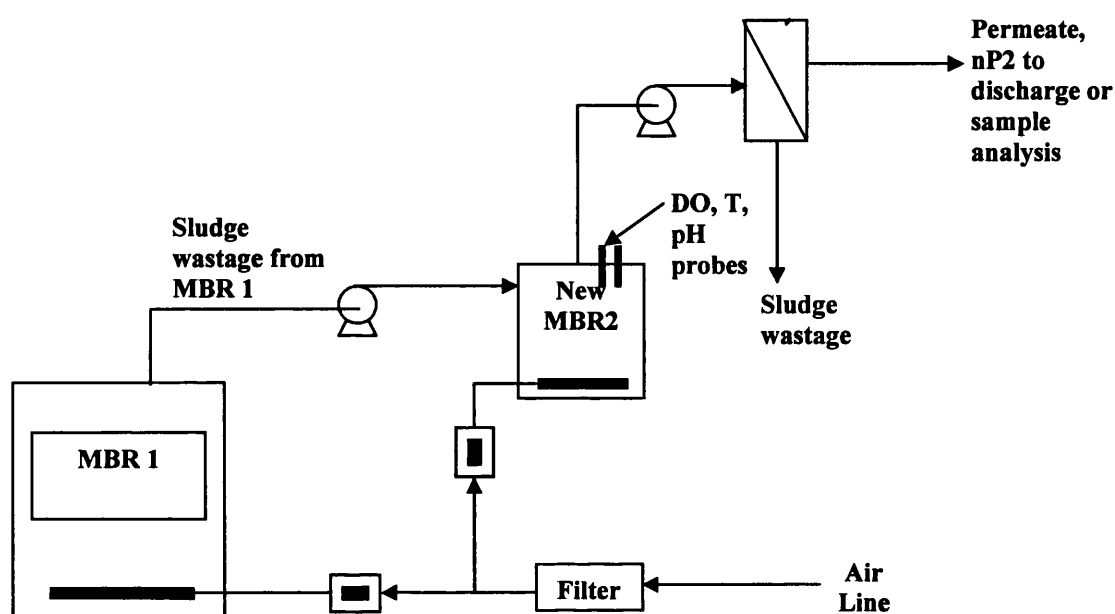 Permeate,
nP2 to
discharge or
sample
analysis
DO, T,
pH
probes
Sludge
wastage from
MBR 1
New
MBR2
Sludge
wastage
MBR 1
Filter
Air
Line